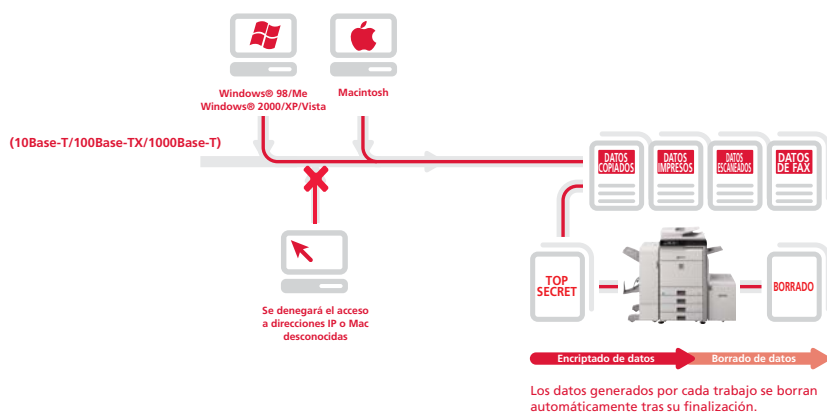 Windows® 98/Me
Windows® 2000/XP/Vista
Macintosh
(10Base-T/100Base-TX/1000Base-T)
DATOS
COPIADOS
DATOS
IMPRESOS
DATOS
ESCANEADOS
DATOS
DE FAX
Se denegará el acceso
a direcciones IP o Mac
desconocidas
TOP
SECRET
BORRADO
Encriptado de datos
Borrado de datos
Los datos generados por cada trabajo se borran
automáticamente tras su finalización.